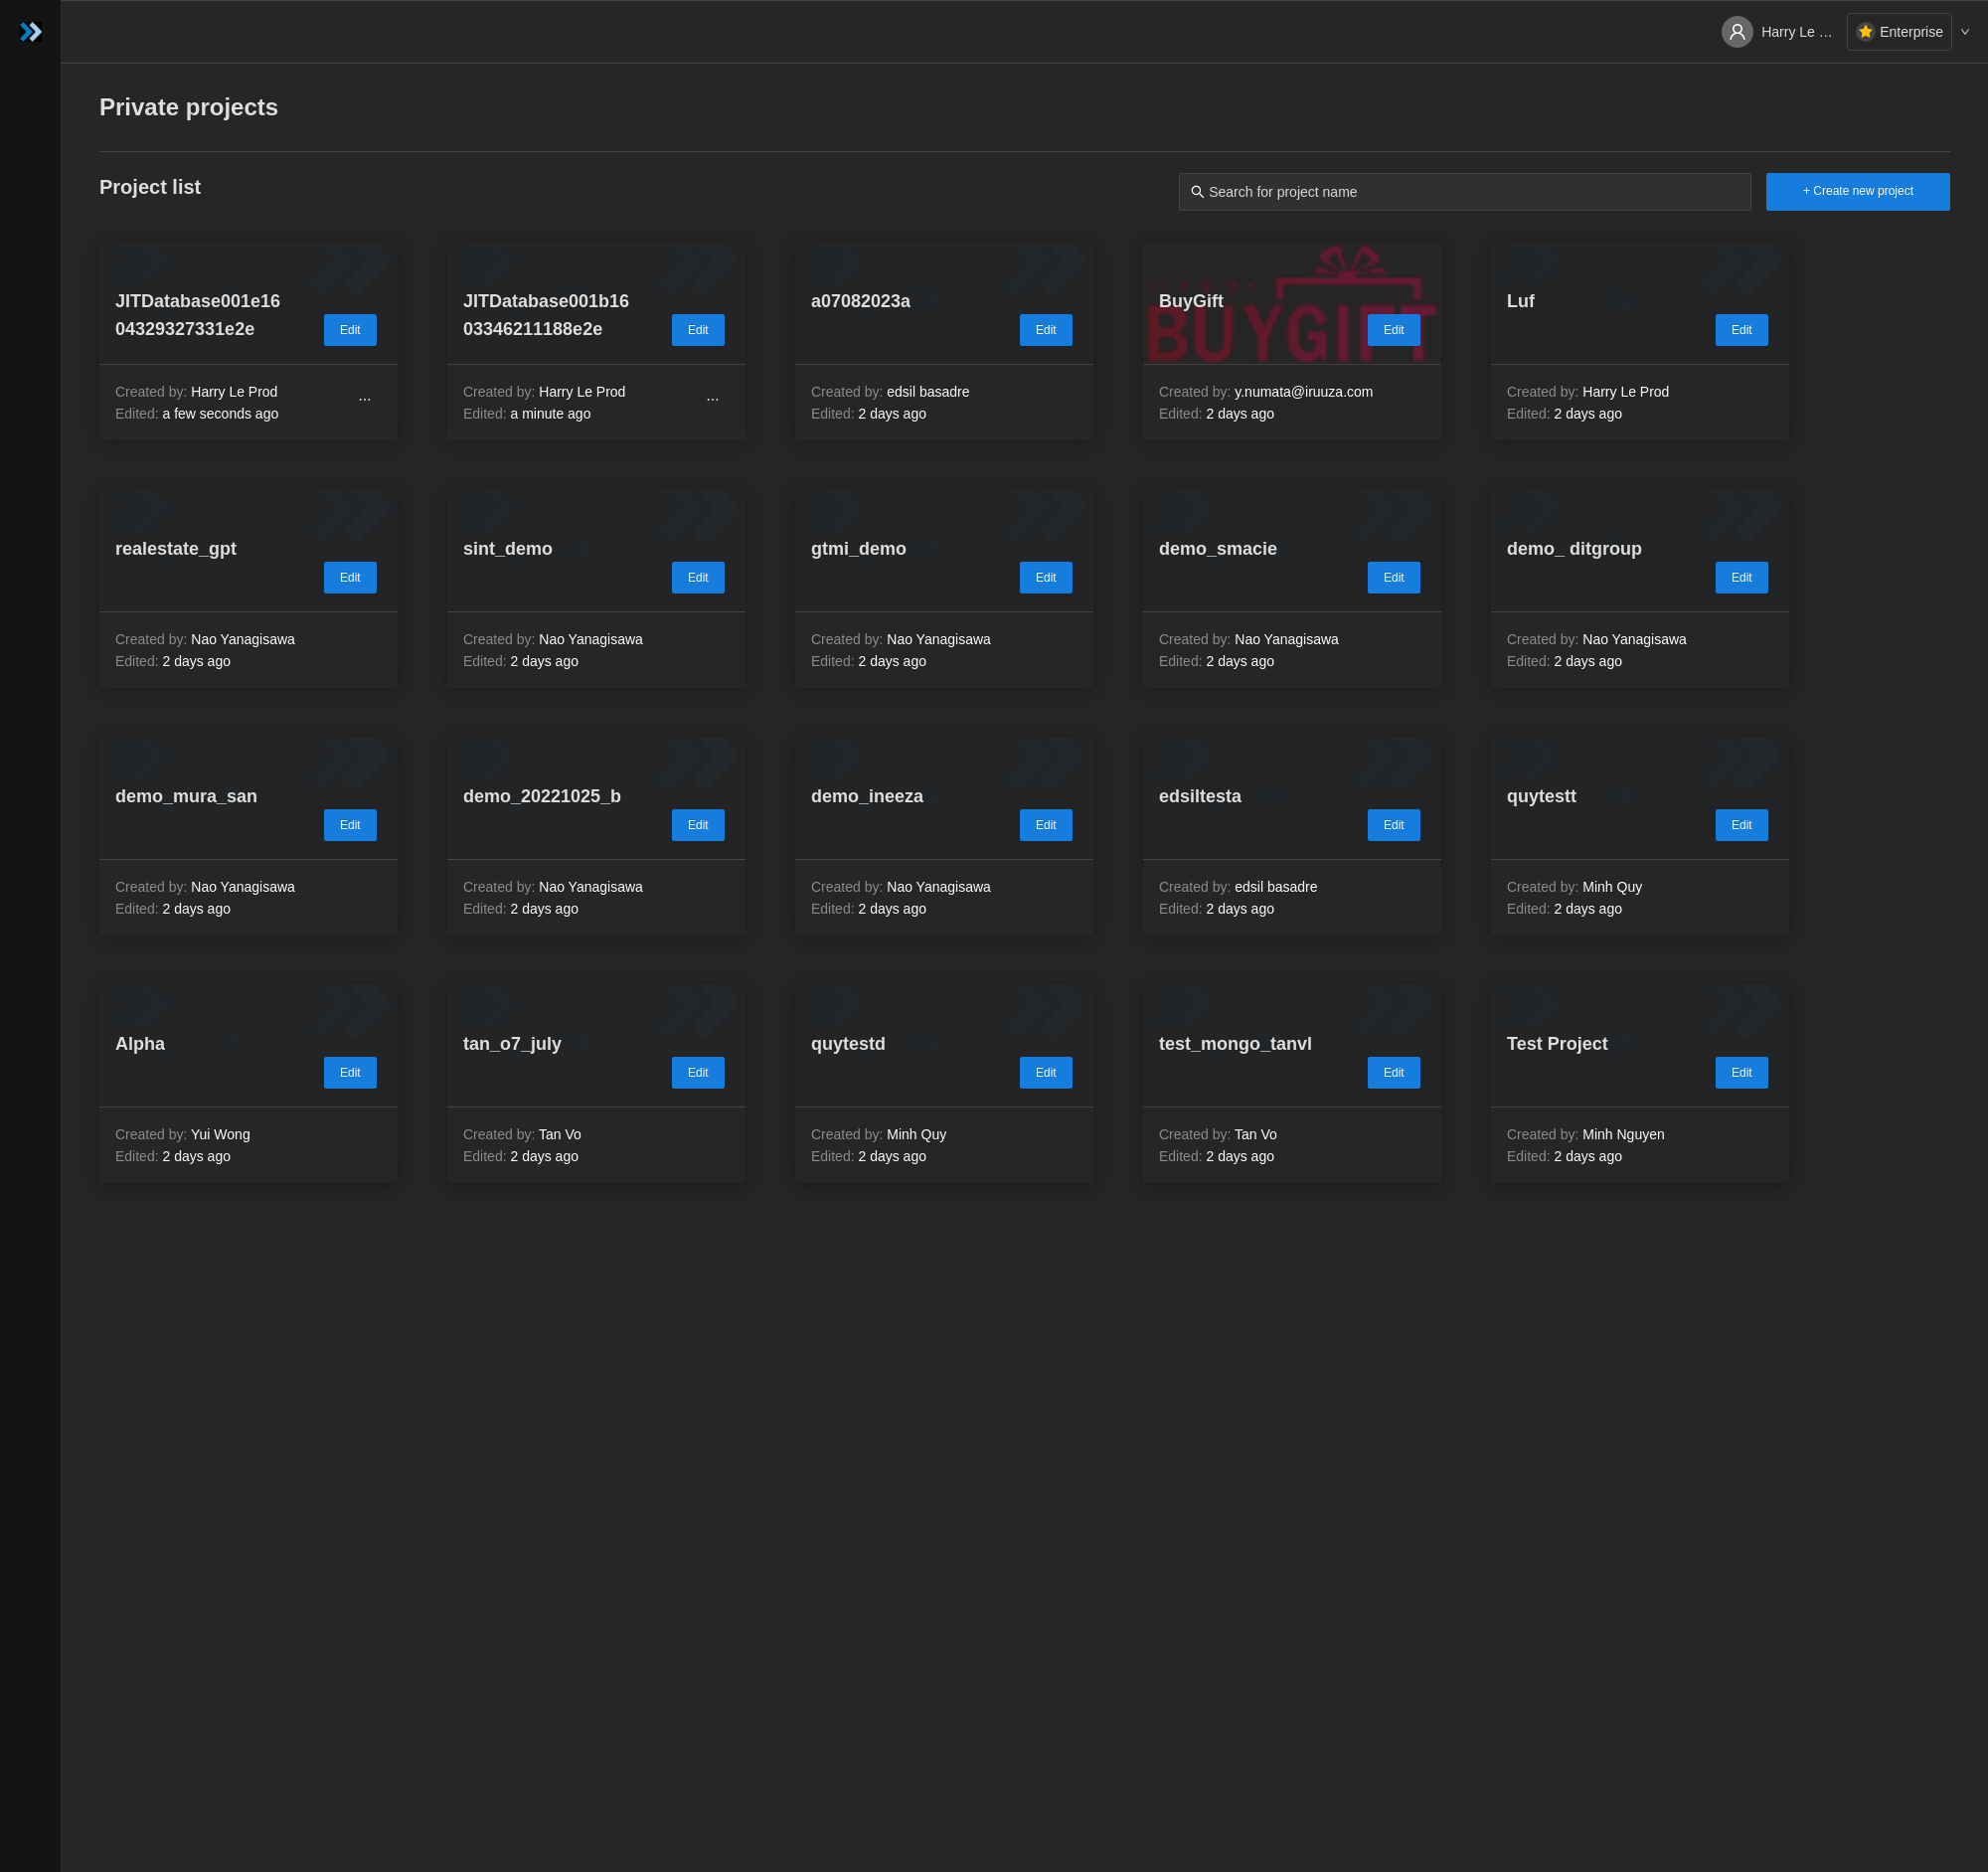 Harry Le …
Enterprise
Private projects
Project list
Search for project name
+ Create new project
JITDatabase001e16
04329327331e2e
Edit
Created by: Harry Le Prod
...
Edited: a few seconds ago
JITDatabase001b16
03346211188e2e
Edit
Created by: Harry Le Prod
...
Edited: a minute ago
a07082023a
Edit
Created by: edsil basadre
Edited: 2 days ago
BuyGift
BUYGIFT
Edit
Created by: y.numata@iruuza.com
Edited: 2 days ago
Luf
Edit
Created by: Harry Le Prod
Edited: 2 days ago
realestate_gpt
Edit
Created by: Nao Yanagisawa
Edited: 2 days ago
sint_demo
Edit
Created by: Nao Yanagisawa
Edited: 2 days ago
gtmi_demo
Edit
Created by: Nao Yanagisawa
Edited: 2 days ago
demo_smacie
Edit
Created by: Nao Yanagisawa
Edited: 2 days ago
demo_ ditgroup
Edit
Created by: Nao Yanagisawa
Edited: 2 days ago
demo_mura_san
Edit
Created by: Nao Yanagisawa
Edited: 2 days ago
demo_20221025_b
Edit
Created by: Nao Yanagisawa
Edited: 2 days ago
demo_ineeza
Edit
Created by: Nao Yanagisawa
Edited: 2 days ago
edsiltesta
Edit
Created by: edsil basadre
Edited: 2 days ago
quytestt
Edit
Created by: Minh Quy
Edited: 2 days ago
Alpha
Edit
Created by: Yui Wong
Edited: 2 days ago
tan_o7_july
Edit
Created by: Tan Vo
Edited: 2 days ago
quytestd
Edit
Created by: Minh Quy
Edited: 2 days ago
test_mongo_tanvl
Edit
Created by: Tan Vo
Edited: 2 days ago
Test Project
Edit
Created by: Minh Nguyen
Edited: 2 days ago